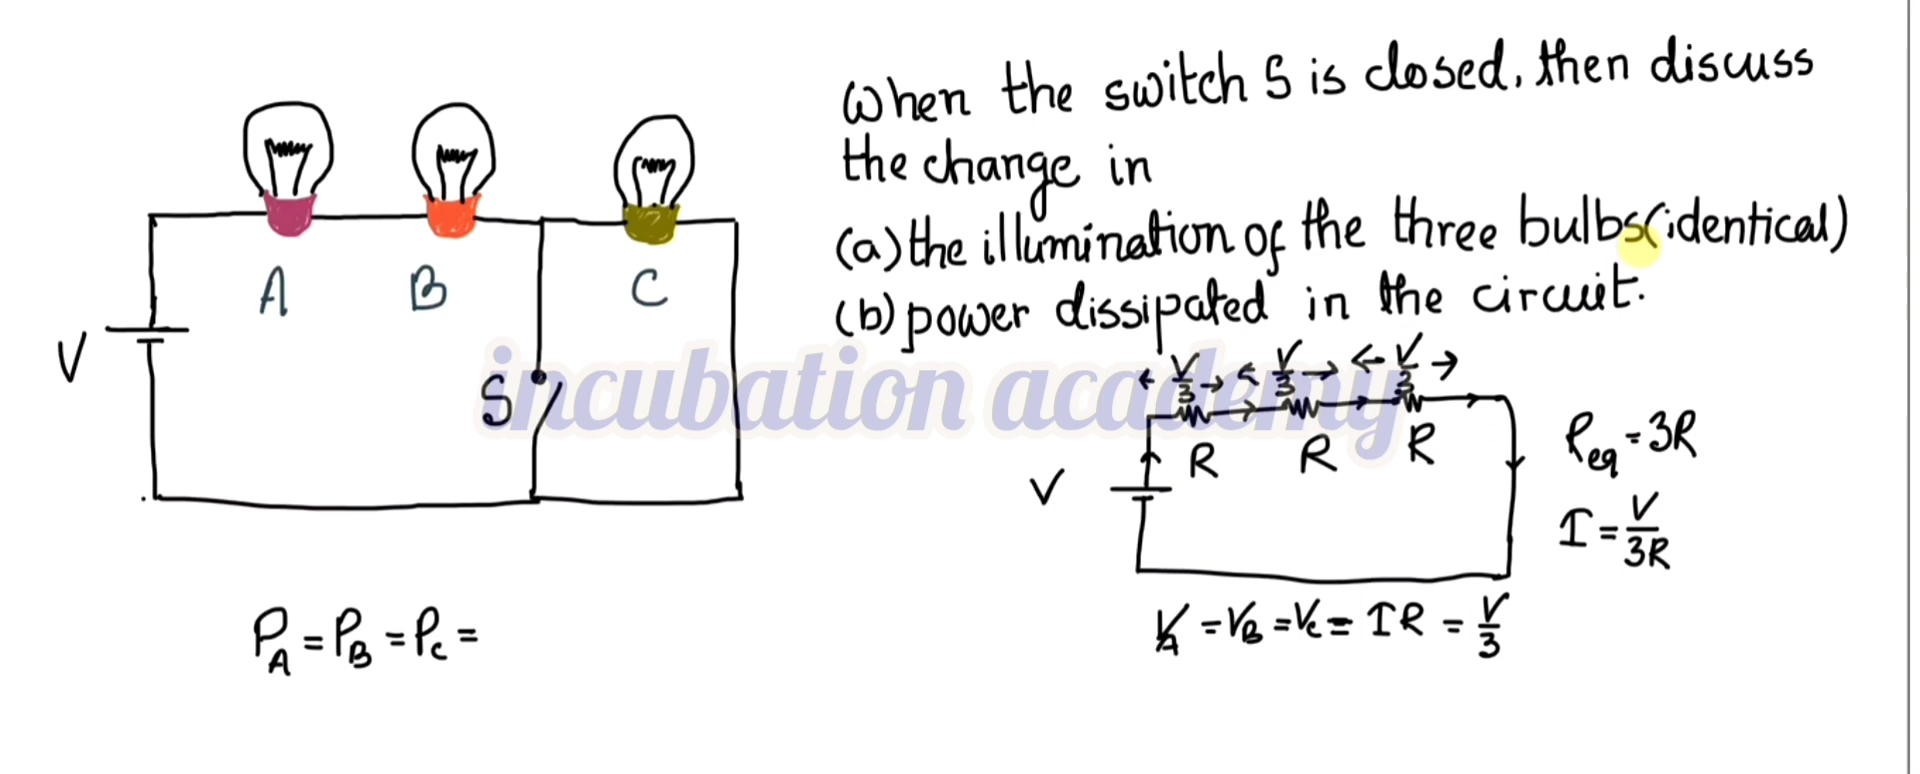 When the switch S is closed, then discuss
the change in
(a) the illumination of the three bulbs (identical)
(b) power dissipated in the circuit.
A B C
V
S
incubation academy
V/3 V/3 V/3
R R R
V
Req = 3R
I = V/3R
VA = VB = VC = IR = V/3
PA = PB = PC =